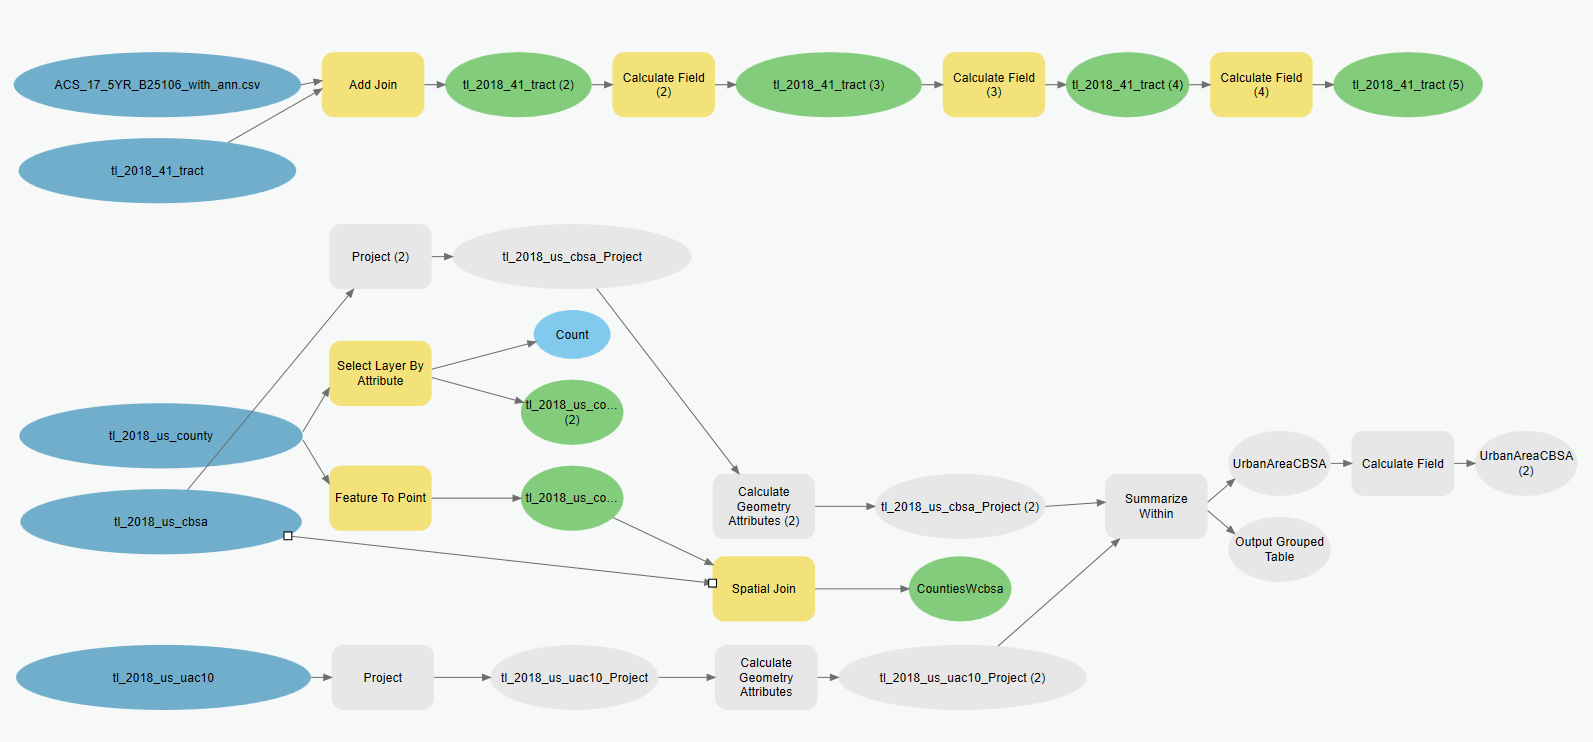 ACS_17_5YR_B25106_with_ann.csv
Add Join
tl_2018_41_tract (2)
Calculate Field
(2)
tl_2018_41_tract (3)
Calculate Field
(3)
tl_2018_41_tract (4)
Calculate Field
(4)
tl_2018_41_tract (5)
tl_2018_41_tract
Project (2)
tl_2018_us_cbsa_Project
Count
Select Layer By
Attribute
tl_2018_us_co...
(2)
tl_2018_us_county
Feature To Point
tl_2018_us_co...
tl_2018_us_cbsa
Calculate
Geometry
Attributes (2)
tl_2018_us_cbsa_Project (2)
Summarize
Within
UrbanAreaCBSA
Calculate Field
UrbanAreaCBSA
(2)
Output Grouped
Table
Spatial Join
CountiesWcbsa
tl_2018_us_uac10
Project
tl_2018_us_uac10_Project
Calculate
Geometry
Attributes
tl_2018_us_uac10_Project (2)